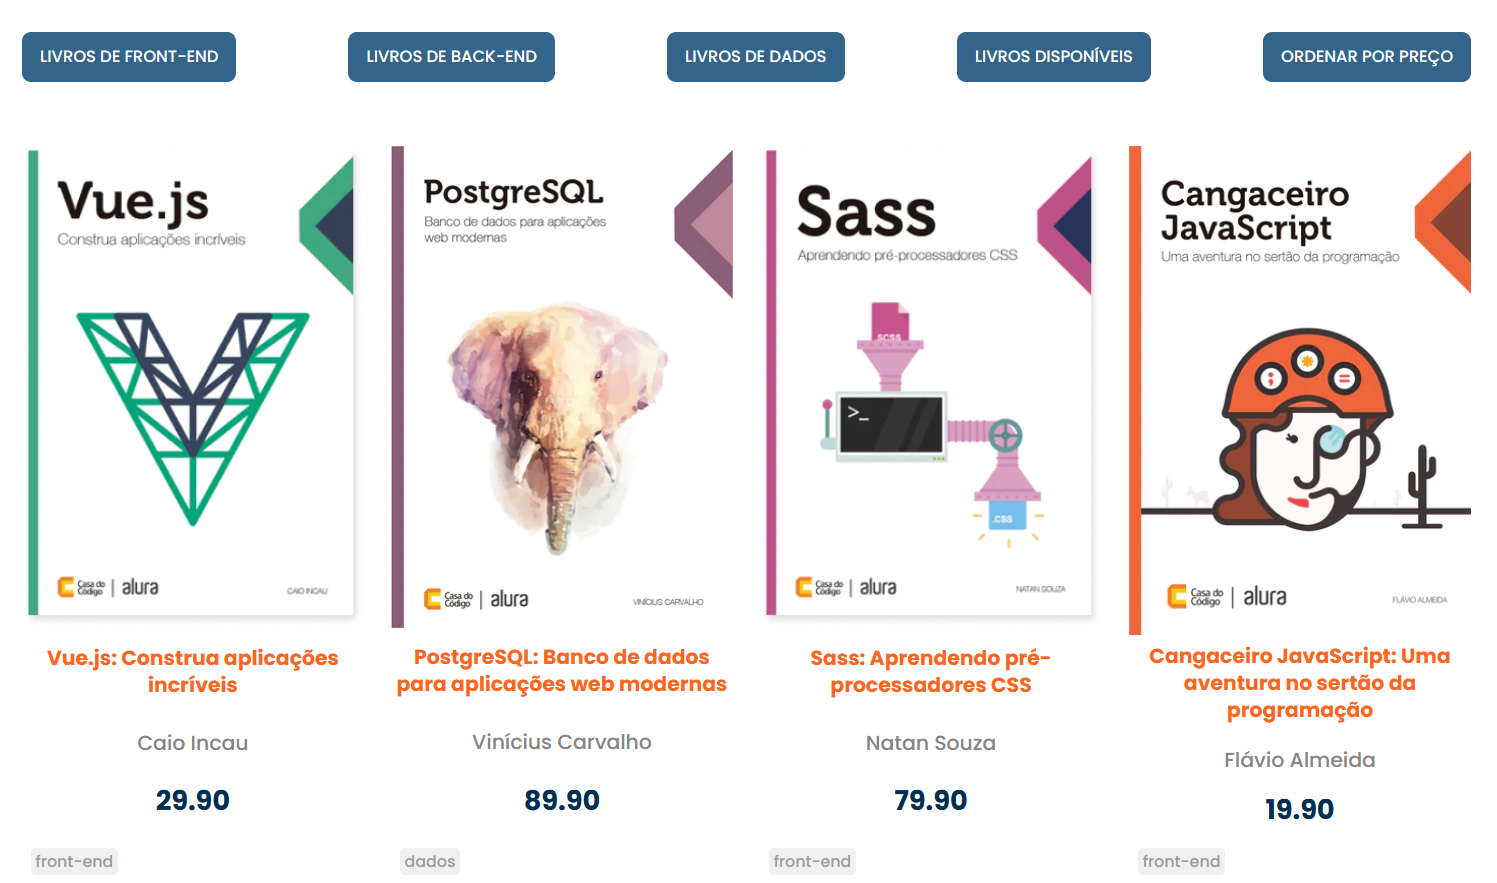 LIVROS DE FRONT-END
LIVROS DE BACK-END
LIVROS DE DADOS
LIVROS DISPONÍVEIS
ORDENAR POR PREÇO
Vue.js
Construa aplicações incríveis
Casa do
Código
alura
CAIO INCAU
PostgreSQL
Banco de dados para aplicações
web modernas
Casa do
Código
alura
VINÍCIUS CARVALHO
Sass
Aprendendo pré-processadores CSS
SCSS
>_
.CSS
Casa do
Código
alura
NATAN SOUZA
Cangaceiro
JavaScript
Uma aventura no sertão da programação
;
=
Casa do
Código
alura
FLÁVIO ALMEIDA
Vue.js: Construa aplicações
incríveis
Caio Incau
29.90
front-end
PostgreSQL: Banco de dados
para aplicações web modernas
Vinícius Carvalho
89.90
dados
Sass: Aprendendo pré-
processadores CSS
Natan Souza
79.90
front-end
Cangaceiro JavaScript: Uma
aventura no sertão da
programação
Flávio Almeida
19.90
front-end